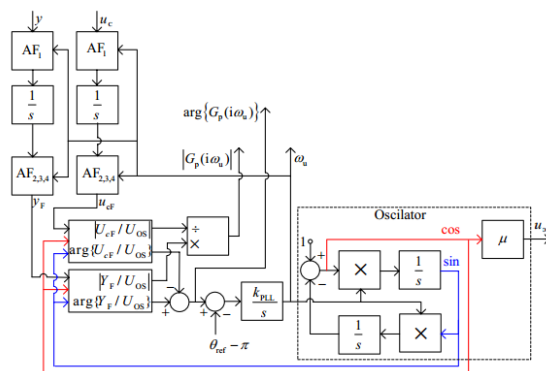 y
u_c
AF_1
AF_1
1/s
1/s
AF_2,3,4
AF_2,3,4
y_F
u_cF
arg{G_p(iω_u)}
|G_p(iω_u)|
ω_u
|U_cF / U_OS|
arg{U_cF / U_OS}
÷
×
|Y_F / U_OS|
arg{Y_F / U_OS}
−
+
+
−
θ_ref − π
k_PLL/s
Oscilator
1
+
−
cos
×
1/s
sin
1/s
×
μ